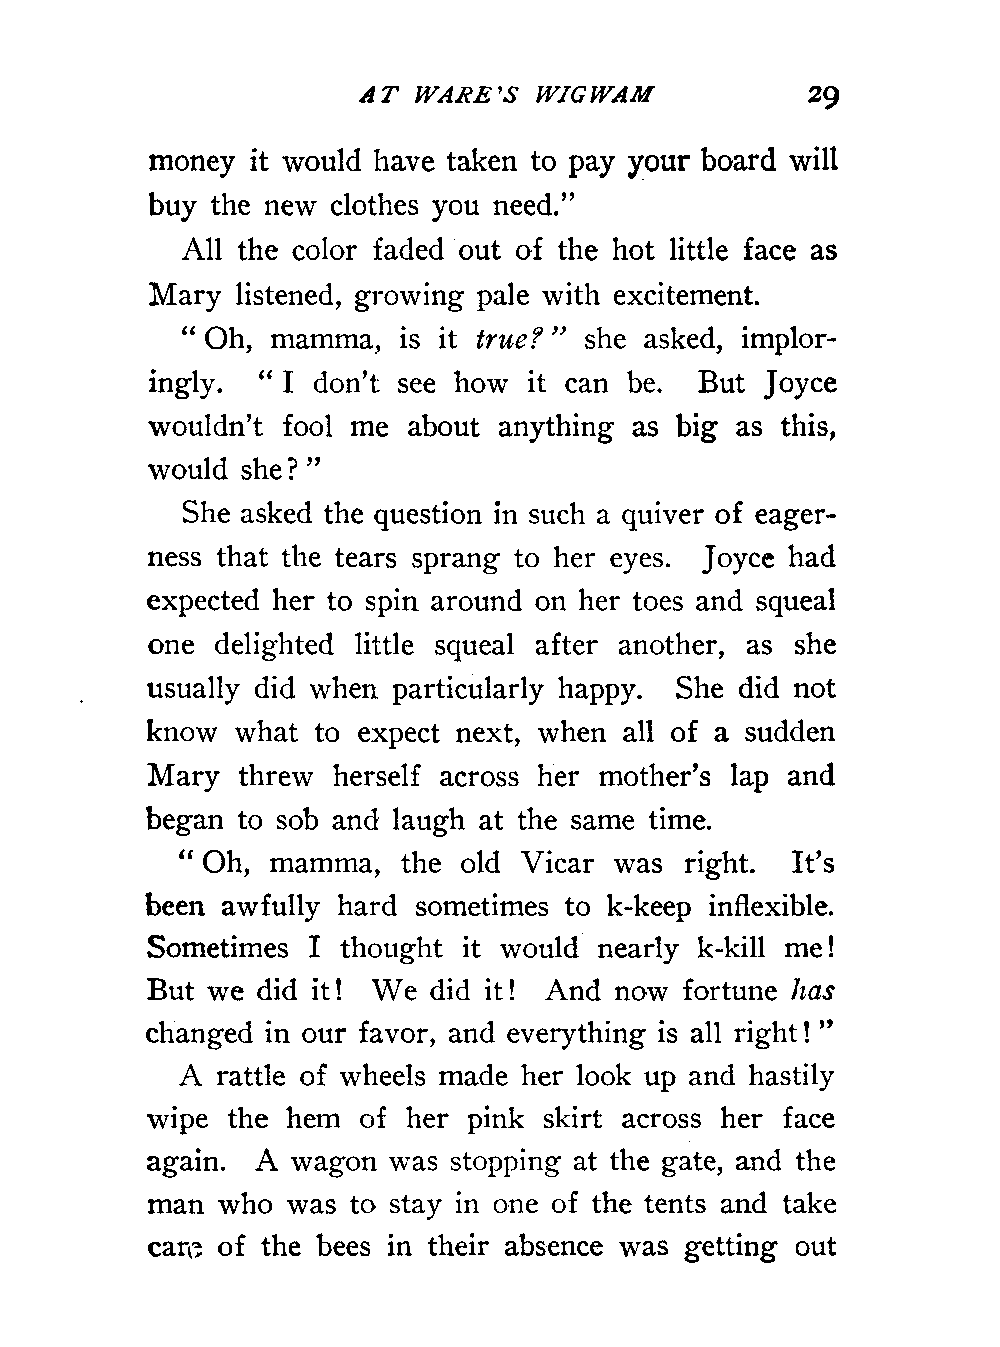 AT WARE'S WIGWAM 29
money it would have taken to pay your board will
buy the new clothes you need."
All the color faded out of the hot little face as
Mary listened, growing pale with excitement.
"Oh, mamma, is it true?" she asked, implor-
ingly. "I don't see how it can be. But Joyce
wouldn't fool me about anything as big as this,
would she?"
She asked the question in such a quiver of eager-
ness that the tears sprang to her eyes. Joyce had
expected her to spin around on her toes and squeal
one delighted little squeal after another, as she
usually did when particularly happy. She did not
know what to expect next, when all of a sudden
Mary threw herself across her mother's lap and
began to sob and laugh at the same time.
"Oh, mamma, the old Vicar was right. It's
been awfully hard sometimes to k-keep inflexible.
Sometimes I thought it would nearly k-kill me!
But we did it! We did it! And now fortune has
changed in our favor, and everything is all right!"
A rattle of wheels made her look up and hastily
wipe the hem of her pink skirt across her face
again. A wagon was stopping at the gate, and the
man who was to stay in one of the tents and take
care of the bees in their absence was getting out